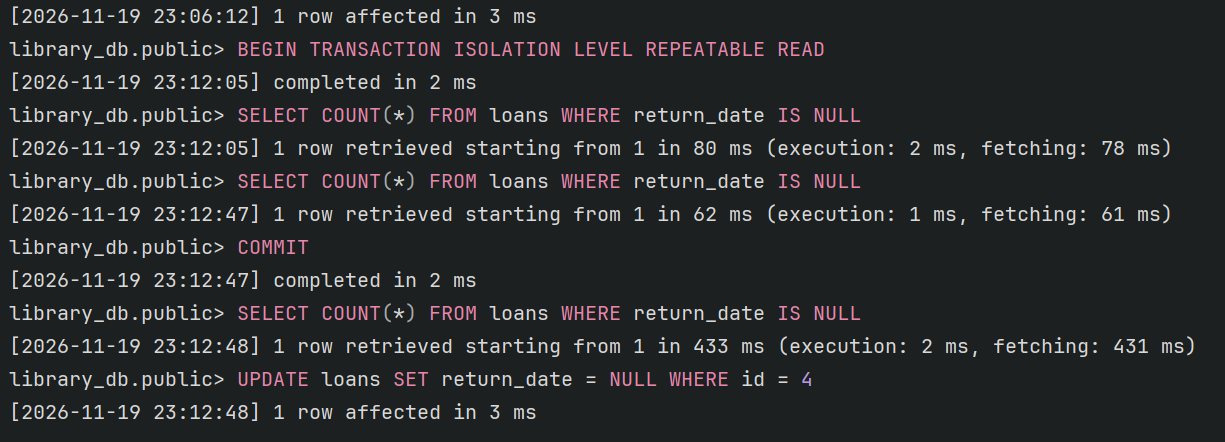 [2026-11-19 23:06:12] 1 row affected in 3 ms
library_db.public> BEGIN TRANSACTION ISOLATION LEVEL REPEATABLE READ
[2026-11-19 23:12:05] completed in 2 ms
library_db.public> SELECT COUNT(*) FROM loans WHERE return_date IS NULL
[2026-11-19 23:12:05] 1 row retrieved starting from 1 in 80 ms (execution: 2 ms, fetching: 78 ms)
library_db.public> SELECT COUNT(*) FROM loans WHERE return_date IS NULL
[2026-11-19 23:12:47] 1 row retrieved starting from 1 in 62 ms (execution: 1 ms, fetching: 61 ms)
library_db.public> COMMIT
[2026-11-19 23:12:47] completed in 2 ms
library_db.public> SELECT COUNT(*) FROM loans WHERE return_date IS NULL
[2026-11-19 23:12:48] 1 row retrieved starting from 1 in 433 ms (execution: 2 ms, fetching: 431 ms)
library_db.public> UPDATE loans SET return_date = NULL WHERE id = 4
[2026-11-19 23:12:48] 1 row affected in 3 ms